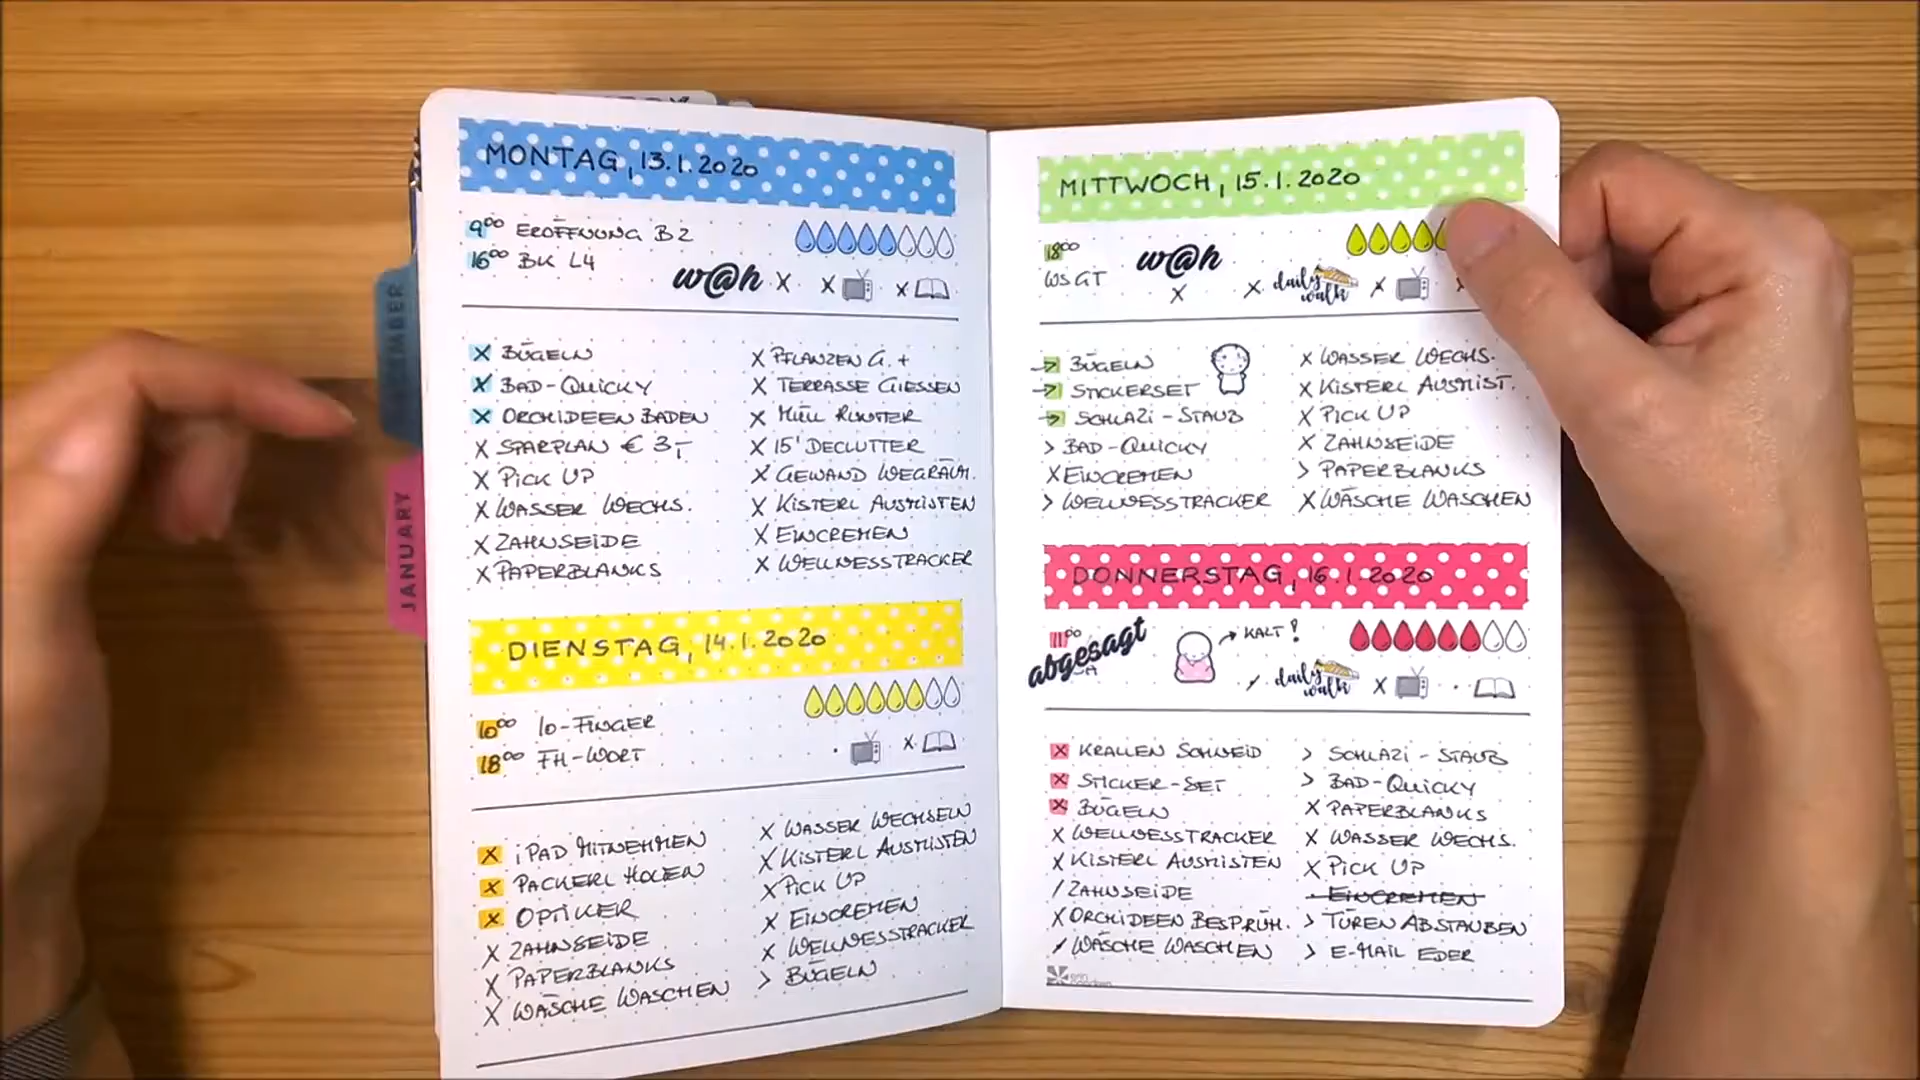 MONTAG, 13.1.2020
9⁰⁰ ERÖFFNUNG B2
16⁰⁰ BK L4
w@h X X X
X BÜGELN
X BAD-QUICKY
X ORCHIDEEN BADEN
X SPARPLAN € 3,-
X PICK UP
X WASSER WECHS.
X ZAHNSEIDE
X PAPERBLANKS
X PFLANZEN G. +
X TERRASSE GIESSEN
X MÜLL RUNTER
X 15' DECLUTTER
X GEWAND WEGRÄUM.
X KISTERL AUSMISTEN
X EINCREMEN
X WELLNESSTRACKER
DIENSTAG, 14.1.2020
10⁰⁰ 10-FINGER
18⁰⁰ FH-WORT
· X
X iPAD MITNEHMEN
X PACKERL HOLEN
X OPTIKER
X ZAHNSEIDE
X PAPERBLANKS
X WÄSCHE WASCHEN
X WASSER WECHSELN
X KISTERL AUSMISTEN
X PICK UP
X EINCREMEN
X WELLNESSTRACKER
> BÜGELN
DECEMBER
JANUARY
MITTWOCH, 15.1.2020
18⁰⁰
WS GT
w@h
X
X daily walk X
→ BÜGELN
→ STICKERSET
→ SCHLAZI-STAUB
> BAD-QUICKY
X EINCREMEN
> WELLNESSTRACKER
X WASSER WECHS.
X KISTERL AUSMIST.
X PICK UP
X ZAHNSEIDE
> PAPERBLANKS
X WÄSCHE WASCHEN
DONNERSTAG, 16.1.2020
11⁰⁰
abgesagt
→ KALT!
/ daily walk X ·
X KRALLEN SCHNEID
X STICKER-SET
X BÜGELN
X WELLNESSTRACKER
X KISTERL AUSMISTEN
/ ZAHNSEIDE
X ORCHIDEEN BESPRÜH.
/ WÄSCHE WASCHEN
> SCHLAZI-STAUB
> BAD-QUICKY
X PAPERBLANKS
X WASSER WECHS.
X PICK UP
· EINCREMEN
> TÜREN ABSTAUBEN
> E-MAIL EDER